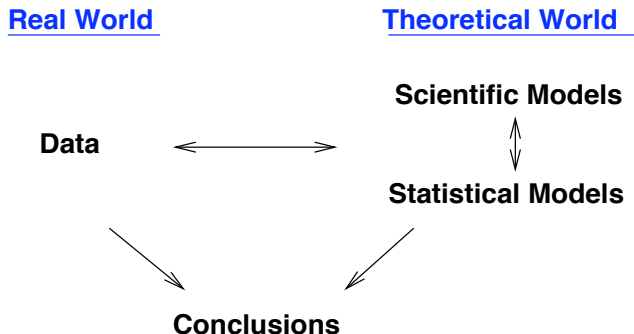 Real World
Theoretical World
Scientific Models
Data
Statistical Models
Conclusions